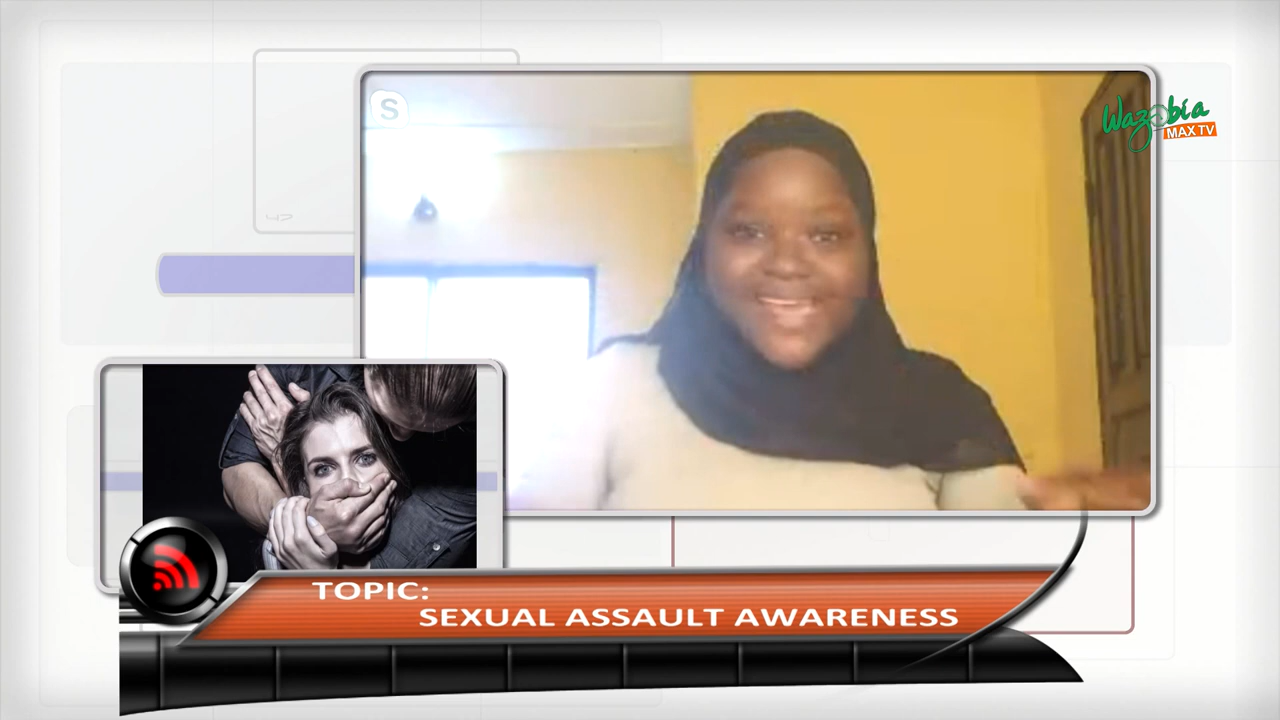 S
Wazobia
MAX TV
TOPIC:
SEXUAL ASSAULT AWARENESS